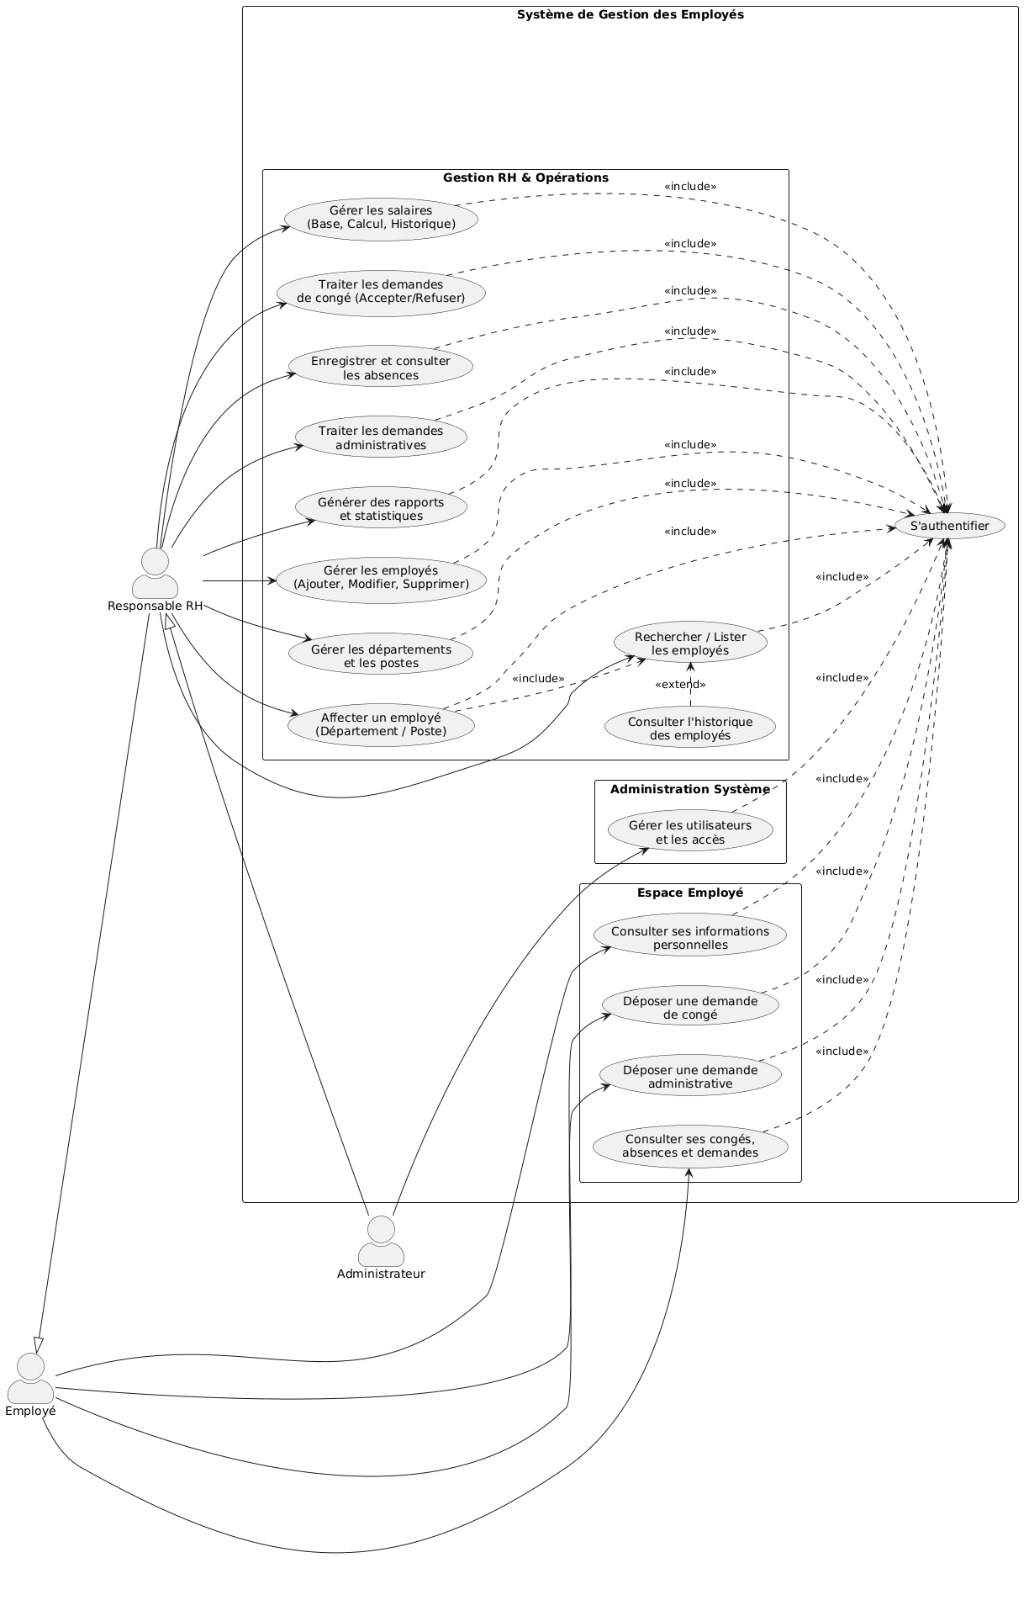 Système de Gestion des Employés
Gestion RH & Opérations
Gérer les salaires
(Base, Calcul, Historique)
«include»
Traiter les demandes
de congé (Accepter/Refuser)
«include»
Enregistrer et consulter
les absences
«include»
Traiter les demandes
administratives
«include»
Générer des rapports
et statistiques
«include»
Gérer les employés
(Ajouter, Modifier, Supprimer)
«include»
Gérer les départements
et les postes
«include»
Affecter un employé
(Département / Poste)
«include»
«include»
Rechercher / Lister
les employés
«include»
«extend»
Consulter l'historique
des employés
S'authentifier
Responsable RH
Administration Système
Gérer les utilisateurs
et les accès
«include»
Espace Employé
Consulter ses informations
personnelles
«include»
Déposer une demande
de congé
«include»
Déposer une demande
administrative
«include»
Consulter ses congés,
absences et demandes
«include»
Administrateur
Employé